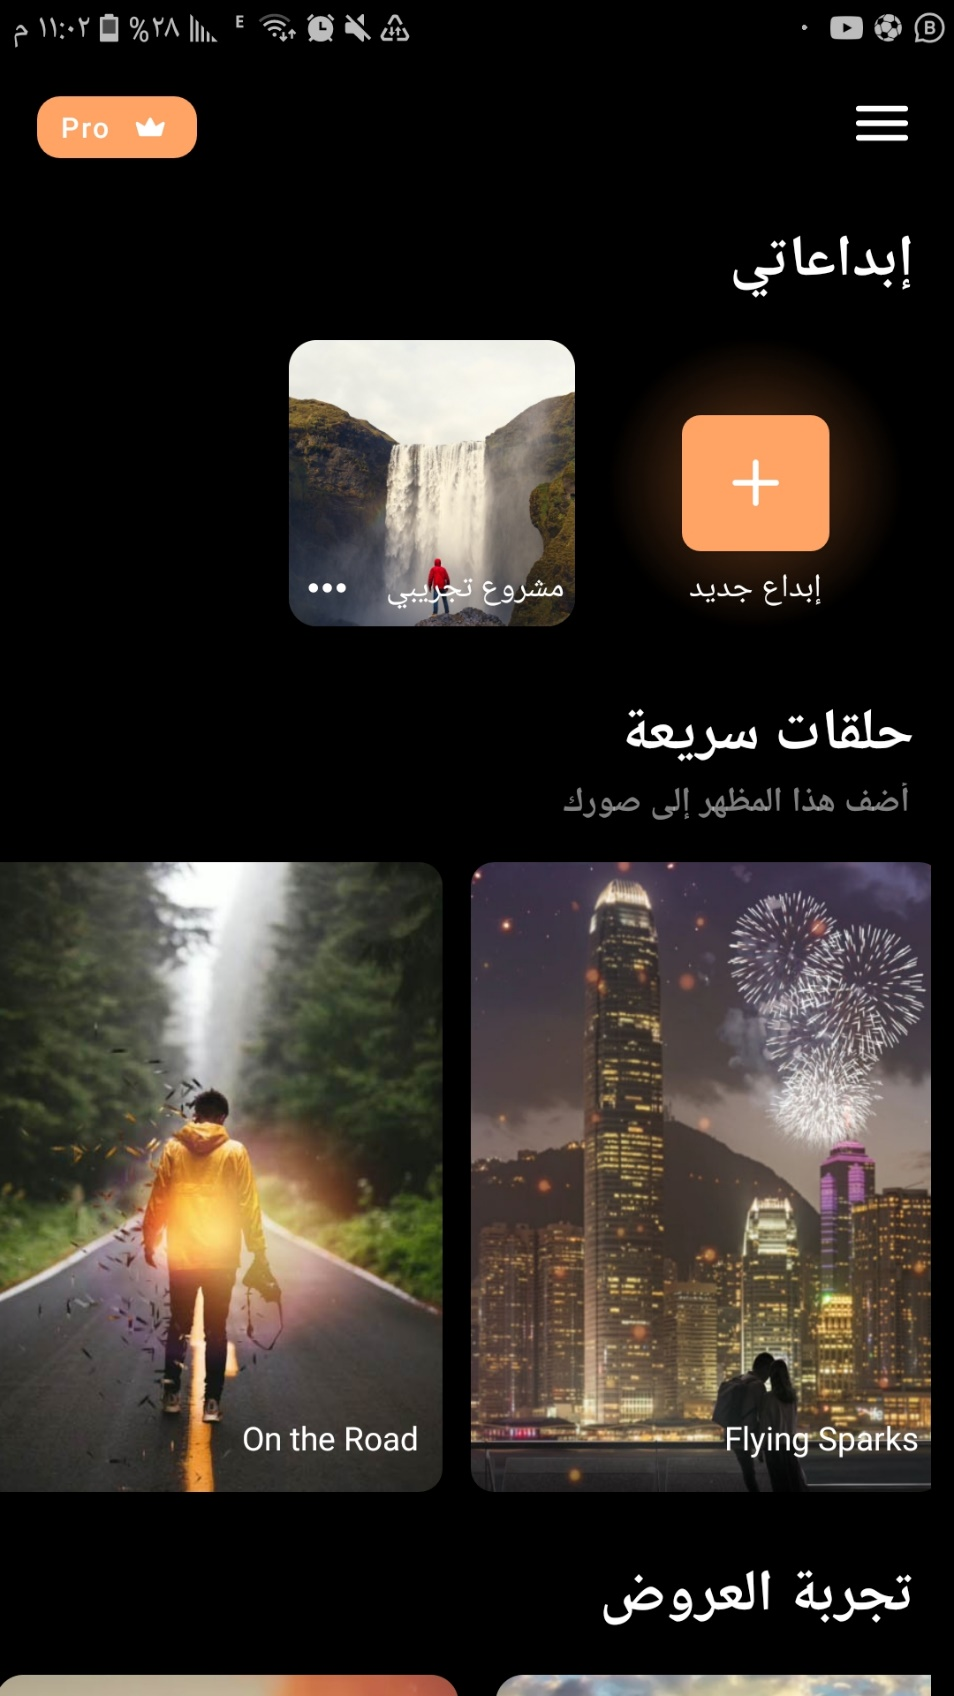 م ١١:٠٢ %٢٨ E
Pro
إبداعاتي
إبداع جديد
مشروع تجريبي
حلقات سريعة
أضف هذا المظهر إلى صورك
Flying Sparks
On the Road
تجربة العروض